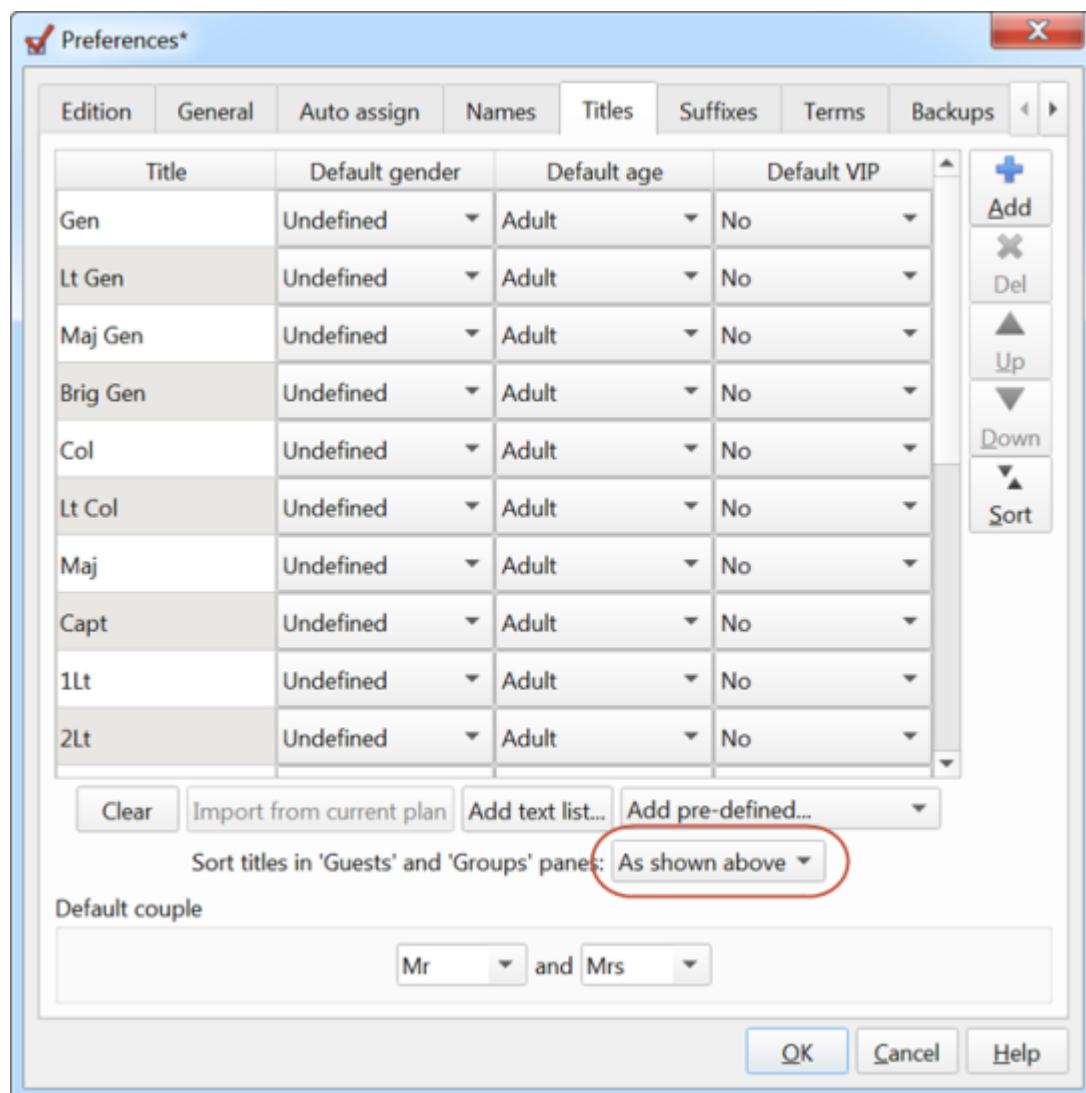 Preferences*
Edition General Auto assign Names Titles Suffixes Terms Backups
Title Default gender Default age Default VIP
Gen Undefined Adult No
Lt Gen Undefined Adult No
Maj Gen Undefined Adult No
Brig Gen Undefined Adult No
Col Undefined Adult No
Lt Col Undefined Adult No
Maj Undefined Adult No
Capt Undefined Adult No
1Lt Undefined Adult No
2Lt Undefined Adult No
Add
Del
Up
Down
Sort
Clear Import from current plan Add text list... Add pre-defined...
Sort titles in 'Guests' and 'Groups' panes: As shown above
Default couple
Mr and Mrs
OK Cancel Help